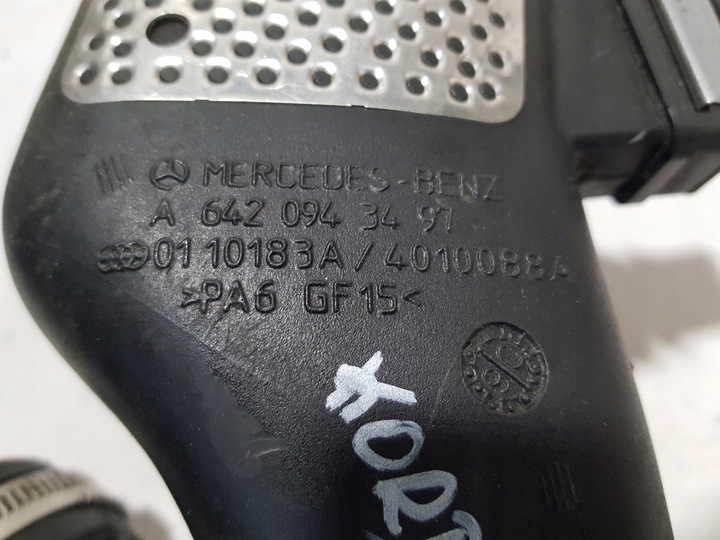 MERCEDES-BENZ
A 642 094 34 97
01 10183A / 4010088A
>PA6 GF15<